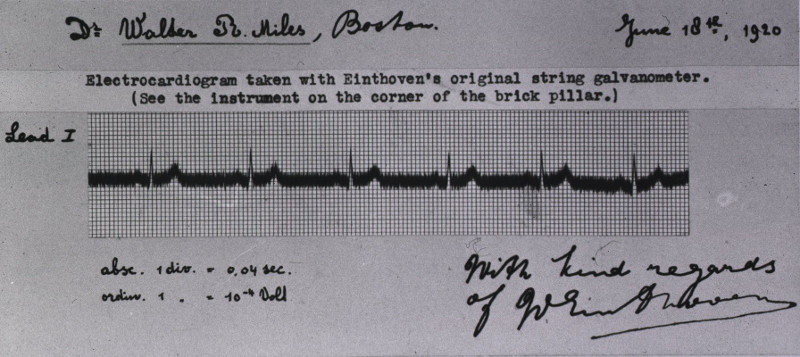 Dr Walter R. Miles, Boston.
June 18th, 1920
Electrocardiogram taken with Einthoven's original string galvanometer.
(See the instrument on the corner of the brick pillar.)
Lead I
absc. 1 div. = 0,04 sec.
ordin. 1 „ = 10-4 Volt
With kind regards
of W Einthoven